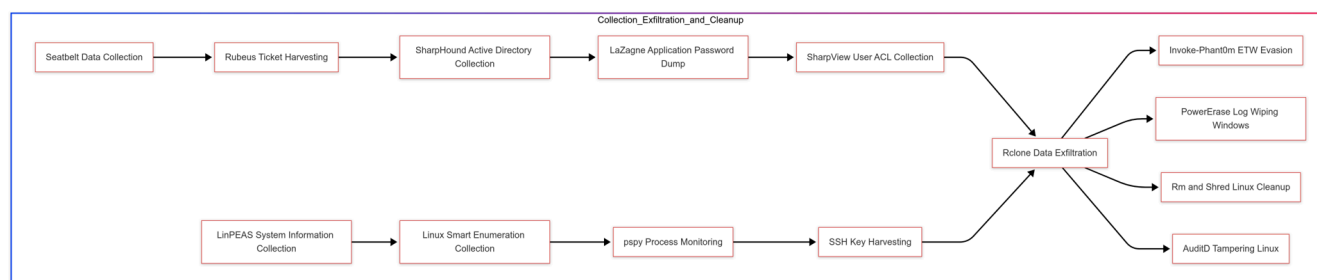 Collection_Exfiltration_and_Cleanup
Seatbelt Data Collection
Rubeus Ticket Harvesting
SharpHound Active Directory
Collection
LaZagne Application Password
Dump
SharpView User ACL Collection
Invoke-Phant0m ETW Evasion
PowerErase Log Wiping
Windows
Rclone Data Exfiltration
Rm and Shred Linux Cleanup
LinPEAS System Information
Collection
Linux Smart Enumeration
Collection
pspy Process Monitoring
SSH Key Harvesting
AuditD Tampering Linux